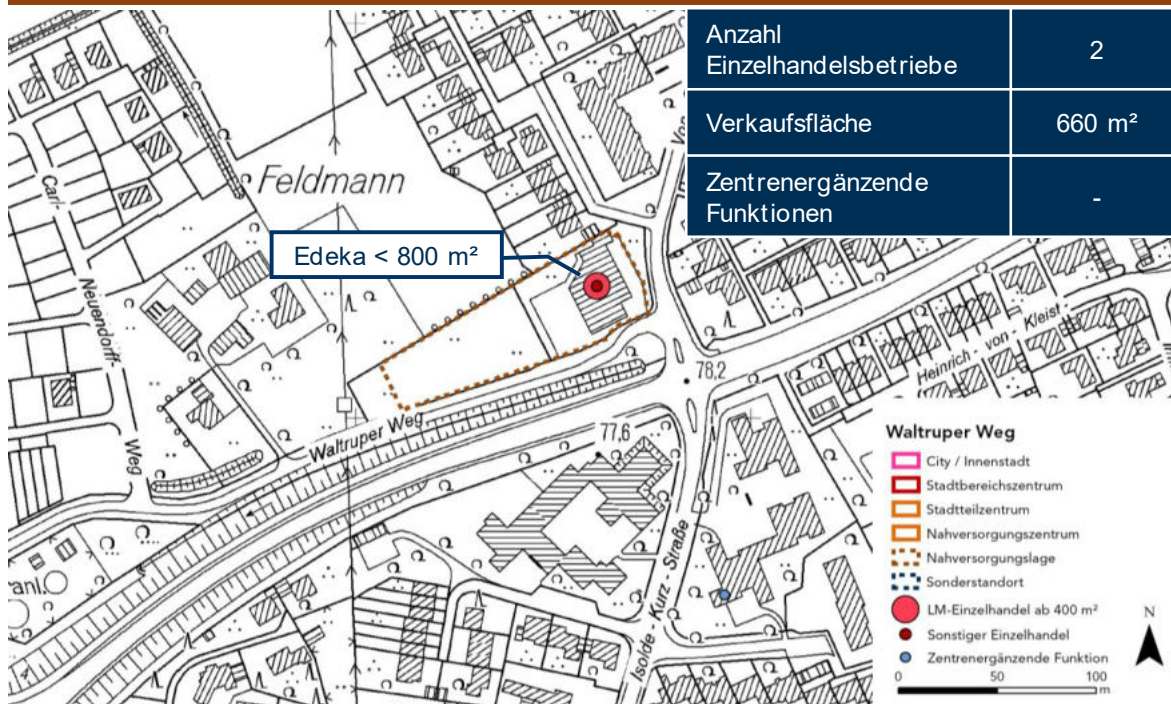 Anzahl
Einzelhandelsbetriebe
2
Verkaufsfläche
660 m²
Zentrenergänzende
Funktionen
-
Feldmann
Edeka < 800 m²
Carl-
Neuendorff-
Weg
Waltruper Weg
78,2
77,6
Von
Heinrich - von - Kleist
Isolde - Kurz - Straße
anl.
Waltruper Weg
City / Innenstadt
Stadtbereichszentrum
Stadtteilzentrum
Nahversorgungszentrum
Nahversorgungslage
Sonderstandort
LM-Einzelhandel ab 400 m²
Sonstiger Einzelhandel
Zentrenergänzende Funktion
N
0 50 100
m